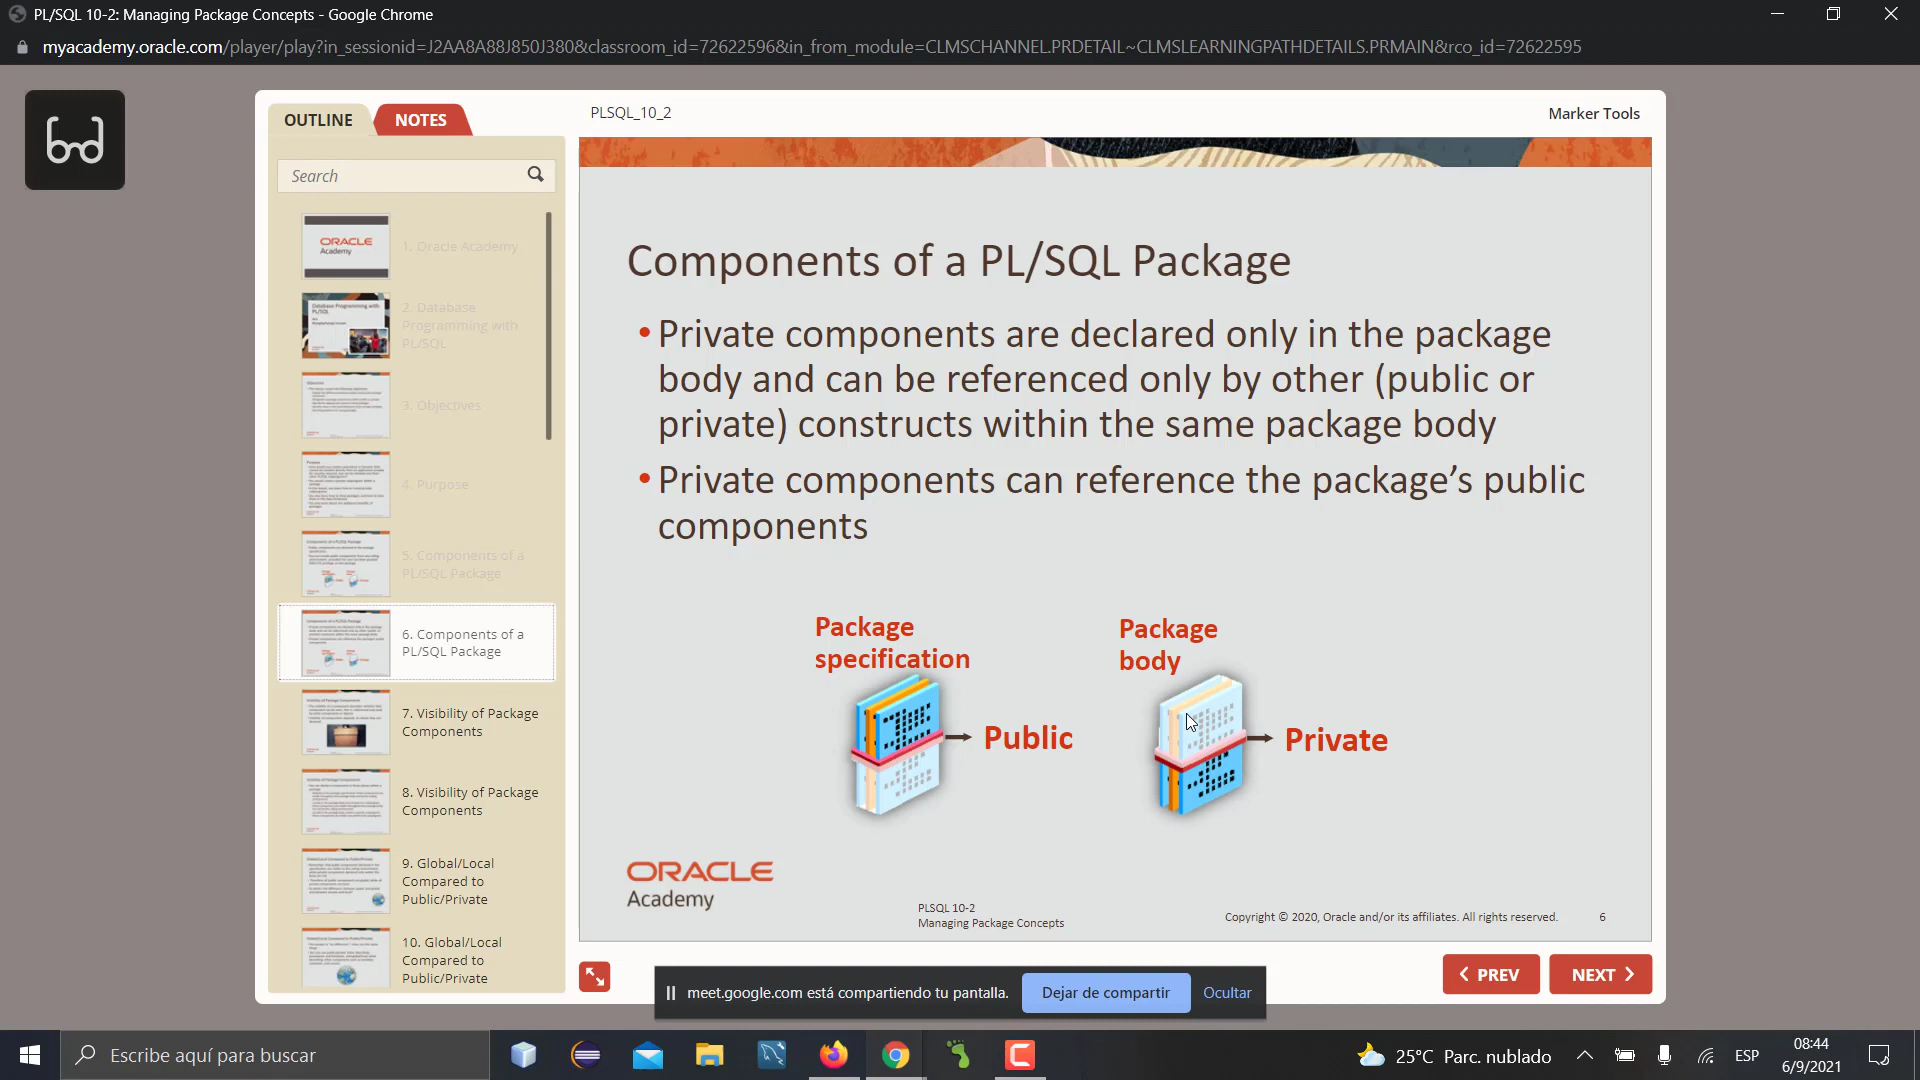 PL/SQL 10-2: Managing Package Concepts - Google Chrome
myacademy.oracle.com/player/play?in_sessionid=J2AA8A88J850J380&classroom_id=72622596&in_from_module=CLMSCHANNEL.PRDETAIL~CLMSLEARNINGPATHDETAILS.PRMAIN&rco_id=72622595
OUTLINE
NOTES
PLSQL_10_2
Marker Tools
Search
ORACLE
Academy
1. Oracle Academy
Database Programming with
PL/SQL
2. Database
Programming with
PL/SQL
3. Objectives
4. Purpose
5. Components of a
PL/SQL Package
6. Components of a
PL/SQL Package
7. Visibility of Package
Components
8. Visibility of Package
Components
9. Global/Local
Compared to
Public/Private
10. Global/Local
Compared to
Public/Private
Components of a PL/SQL Package
• Private components are declared only in the package
body and can be referenced only by other (public or
private) constructs within the same package body
• Private components can reference the package’s public
components
Package
specification
Public
Package
body
Private
ORACLE
Academy
PLSQL 10-2
Managing Package Concepts
Copyright © 2020, Oracle and/or its affiliates. All rights reserved.
6
PREV
NEXT
meet.google.com está compartiendo tu pantalla.
Dejar de compartir
Ocultar
Escribe aquí para buscar
25°C Parc. nublado
ESP
08:44
6/9/2021